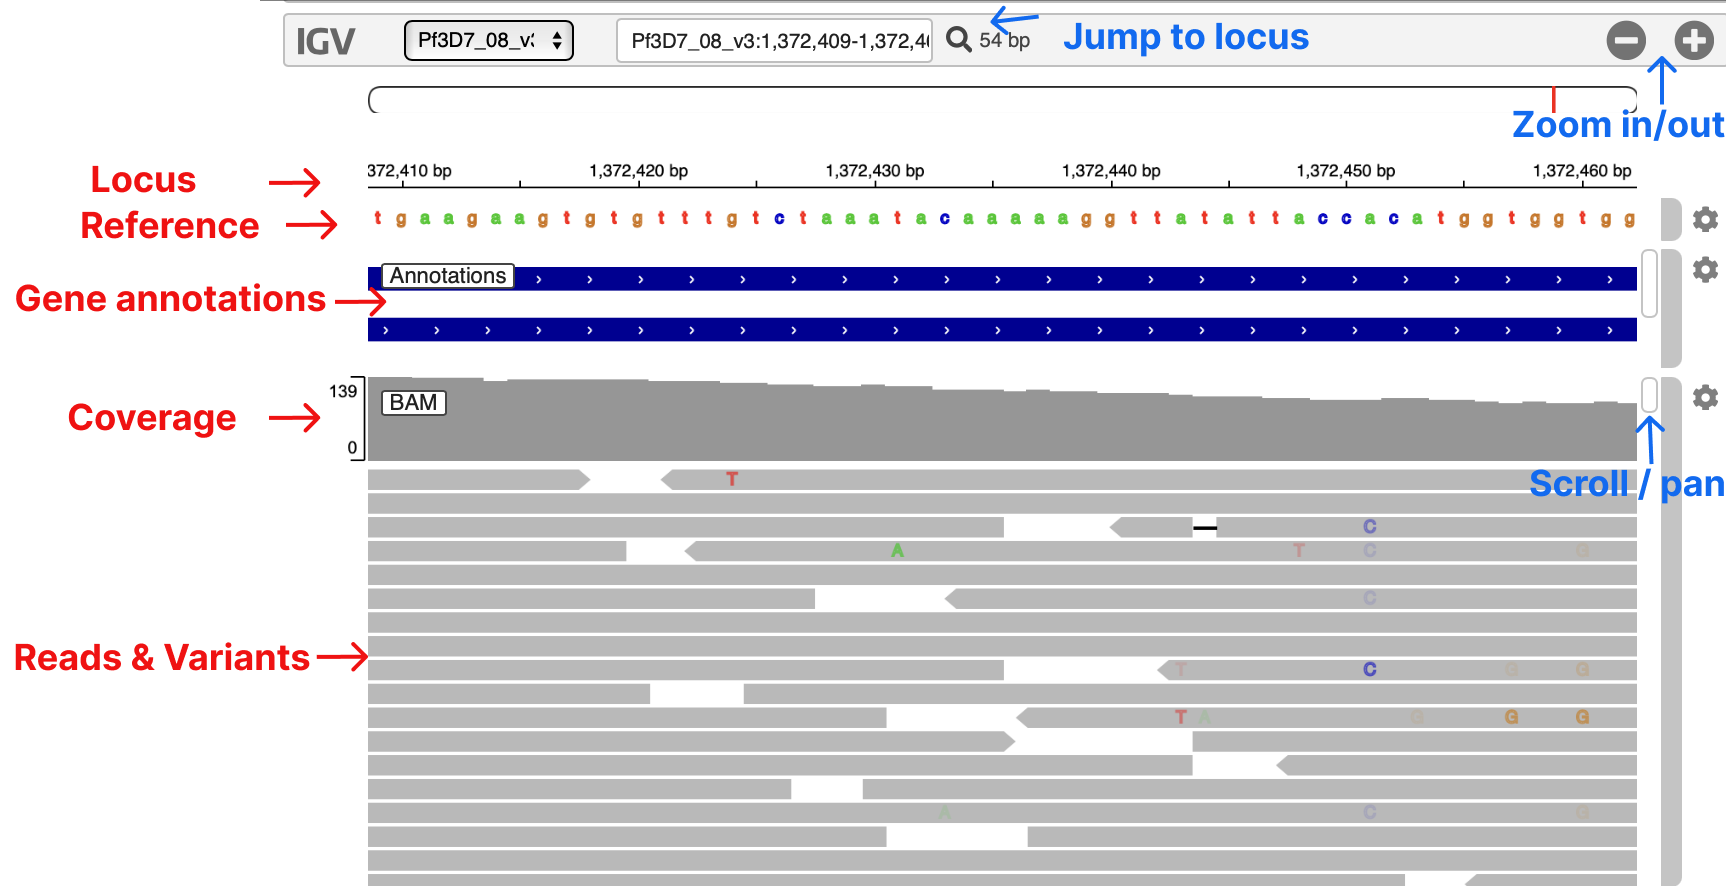 IGV Pf3D7_08_v Pf3D7_08_v3:1,372,409-1,372,4 54 bp Jump to locus
Zoom in/out
Locus 372,410 bp 1,372,420 bp 1,372,430 bp 1,372,440 bp 1,372,450 bp 1,372,460 bp
Reference t g a a g a a g t g t g t t t g t c t a a a t a c a a a a a g g t t a t a t t a c c a c a t g g t g g t g g
Annotations
Gene annotations
139
BAM
Coverage
0
T
Scroll / pan
C
A T C G
C
Reads & Variants
T C G G
T A G G G
A C G